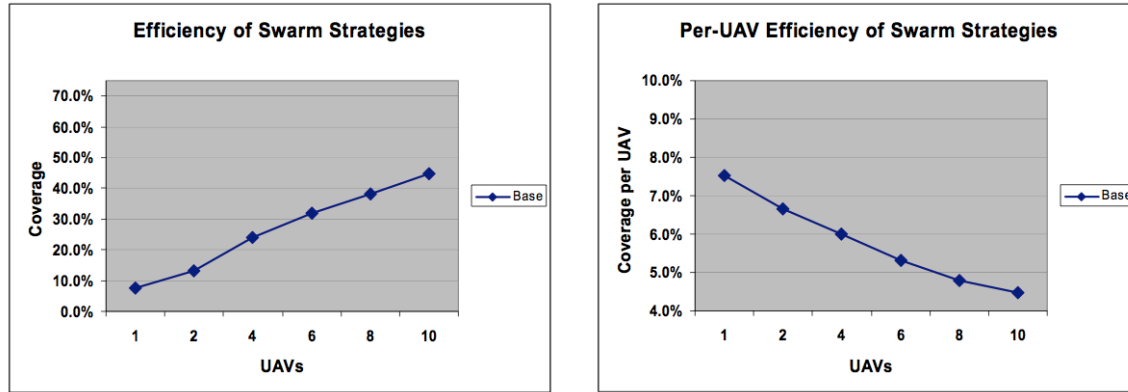 Efficiency of Swarm Strategies
70.0%
60.0%
50.0%
40.0%
30.0%
20.0%
10.0%
0.0%
Coverage
1 2 4 6 8 10
UAVs
Base
Per-UAV Efficiency of Swarm Strategies
10.0%
9.0%
8.0%
7.0%
6.0%
5.0%
4.0%
Coverage per UAV
1 2 4 6 8 10
UAVs
Base